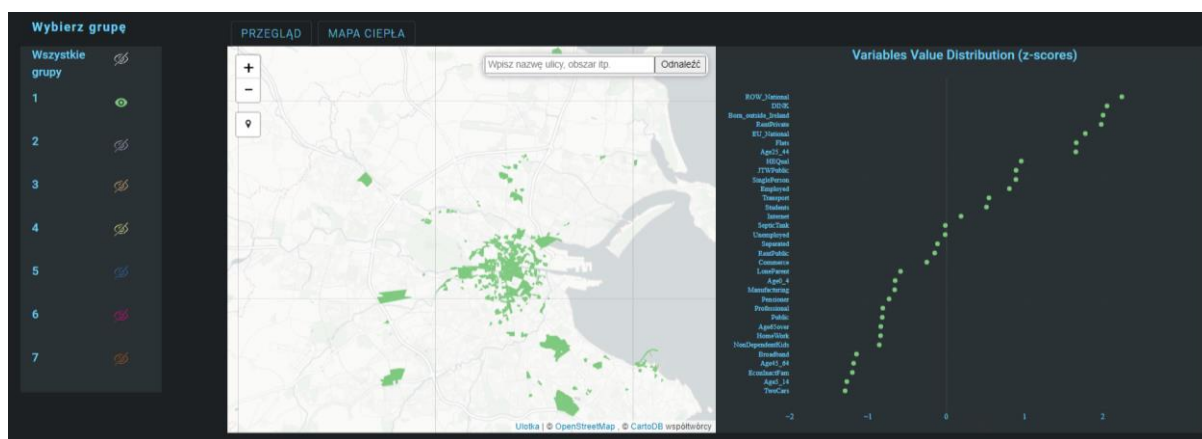 Wybierz grupę
Wszystkie
grupy
1
2
3
4
5
6
7
PRZEGLĄD
MAPA CIEPŁA
+
−
Wpisz nazwę ulicy, obszar itp.
Odnaleźć
Ulotka | © OpenStreetMap , © CartoDB współtwórcy
Variables Value Distribution (z-scores)
ROW_National
DINK
Born_outside_Ireland
RentPrivate
EU_National
Flats
Age25_44
HEQual
JTWPublic
SinglePerson
Employed
Transport
Students
Internet
SepticTank
Unemployed
Separated
RentPublic
Commerce
LoneParent
Age0_4
Manufacturing
Pensioner
Professional
Public
Age65over
HomeWork
NonDependentKids
Broadband
Age45_64
EconInactFam
Age5_14
TwoCars
−2
−1
0
1
2